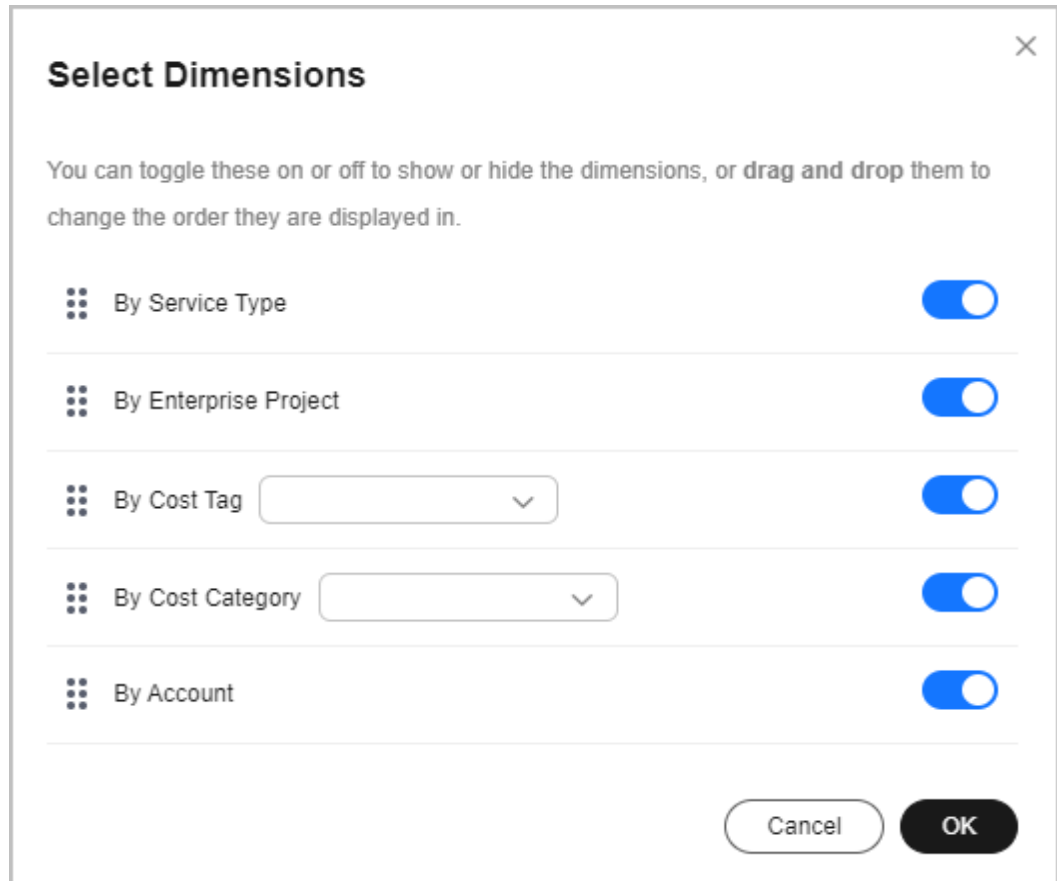 Select Dimensions
You can toggle these on or off to show or hide the dimensions, or drag and drop them to
change the order they are displayed in.
By Service Type
By Enterprise Project
By Cost Tag
By Cost Category
By Account
Cancel
OK